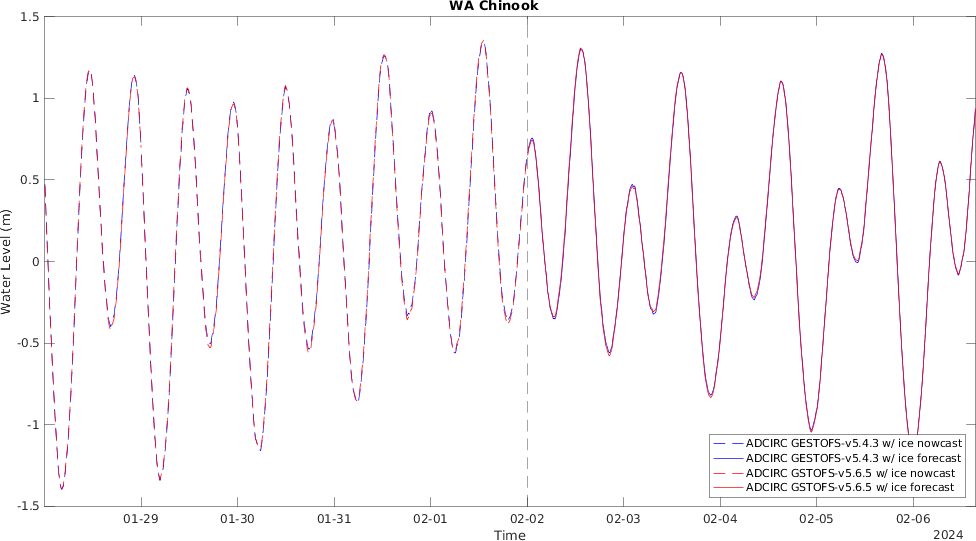 WA Chinook
1.5
1
0.5
0
-0.5
-1
-1.5
Water Level (m)
01-29 01-30 01-31 02-01 02-02 02-03 02-04 02-05 02-06
Time
2024
ADCIRC GESTOFS-v5.4.3 w/ ice nowcast
ADCIRC GESTOFS-v5.4.3 w/ ice forecast
ADCIRC GSTOFS-v5.6.5 w/ ice nowcast
ADCIRC GSTOFS-v5.6.5 w/ ice forecast